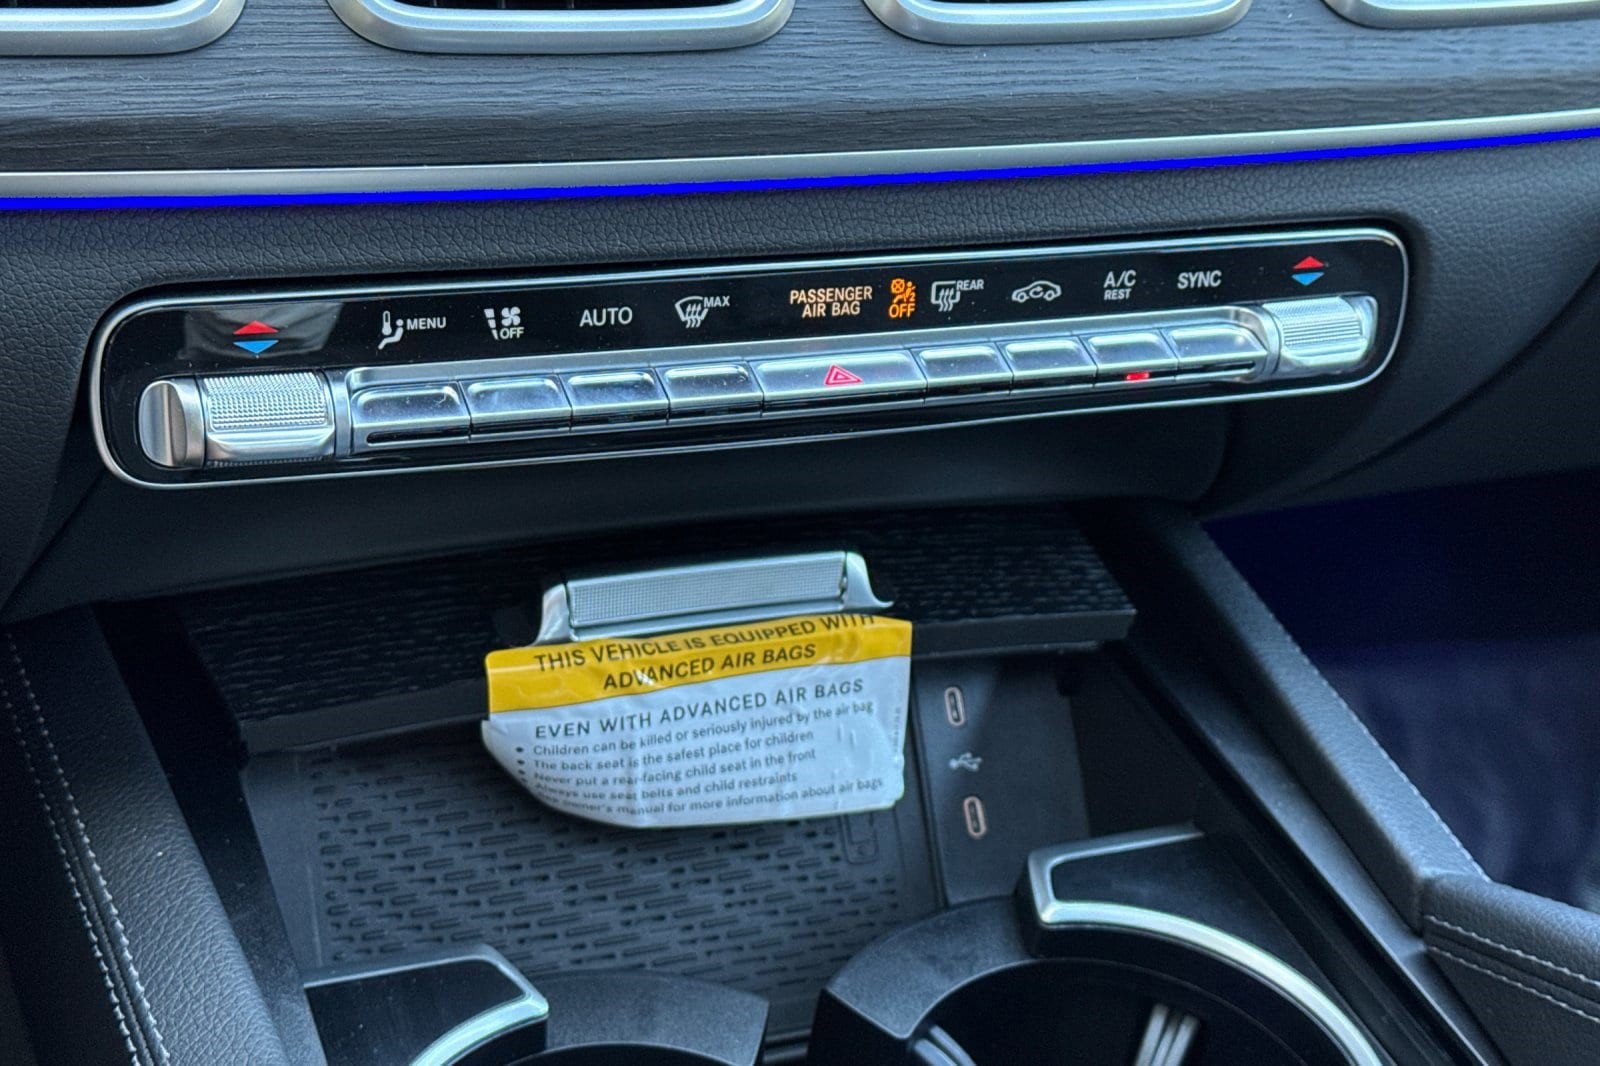 MENU
OFF
AUTO
MAX
PASSENGER
AIR BAG
2
OFF
REAR
A/C
REST
SYNC
THIS VEHICLE IS EQUIPPED WITH
ADVANCED AIR BAGS
EVEN WITH ADVANCED AIR BAGS
• Children can be killed or seriously injured by the air bag
• The back seat is the safest place for children
• Never put a rear-facing child seat in the front
Always use seat belts and child restraints
owner's manual for more information about air bags